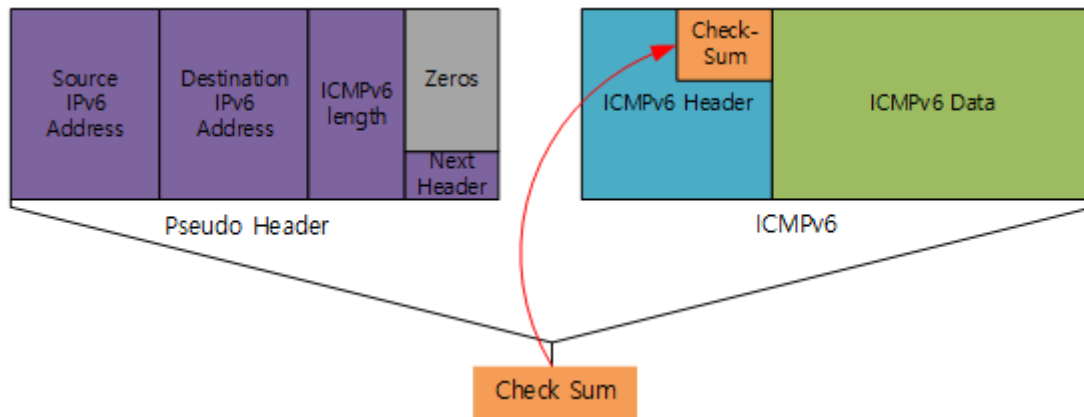 Source
IPv6
Address
Destination
IPv6
Address
ICMPv6
length
Zeros
Next
Header
Pseudo Header
Check-
Sum
ICMPv6 Header
ICMPv6 Data
ICMPv6
Check Sum